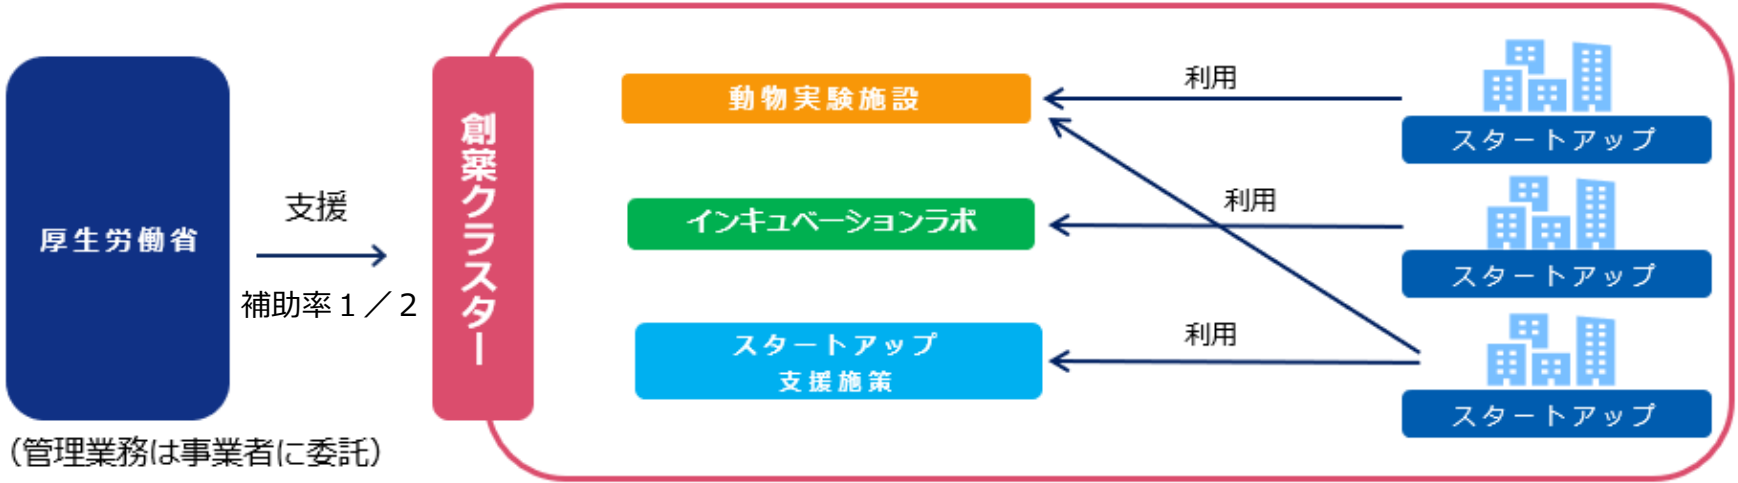 厚生労働省
(管理業務は事業者に委託)
支援
補助率１／２
創薬クラスター
動物実験施設
利用
スタートアップ
インキュベーションラボ
利用
スタートアップ
スタートアップ
支援施策
利用
スタートアップ